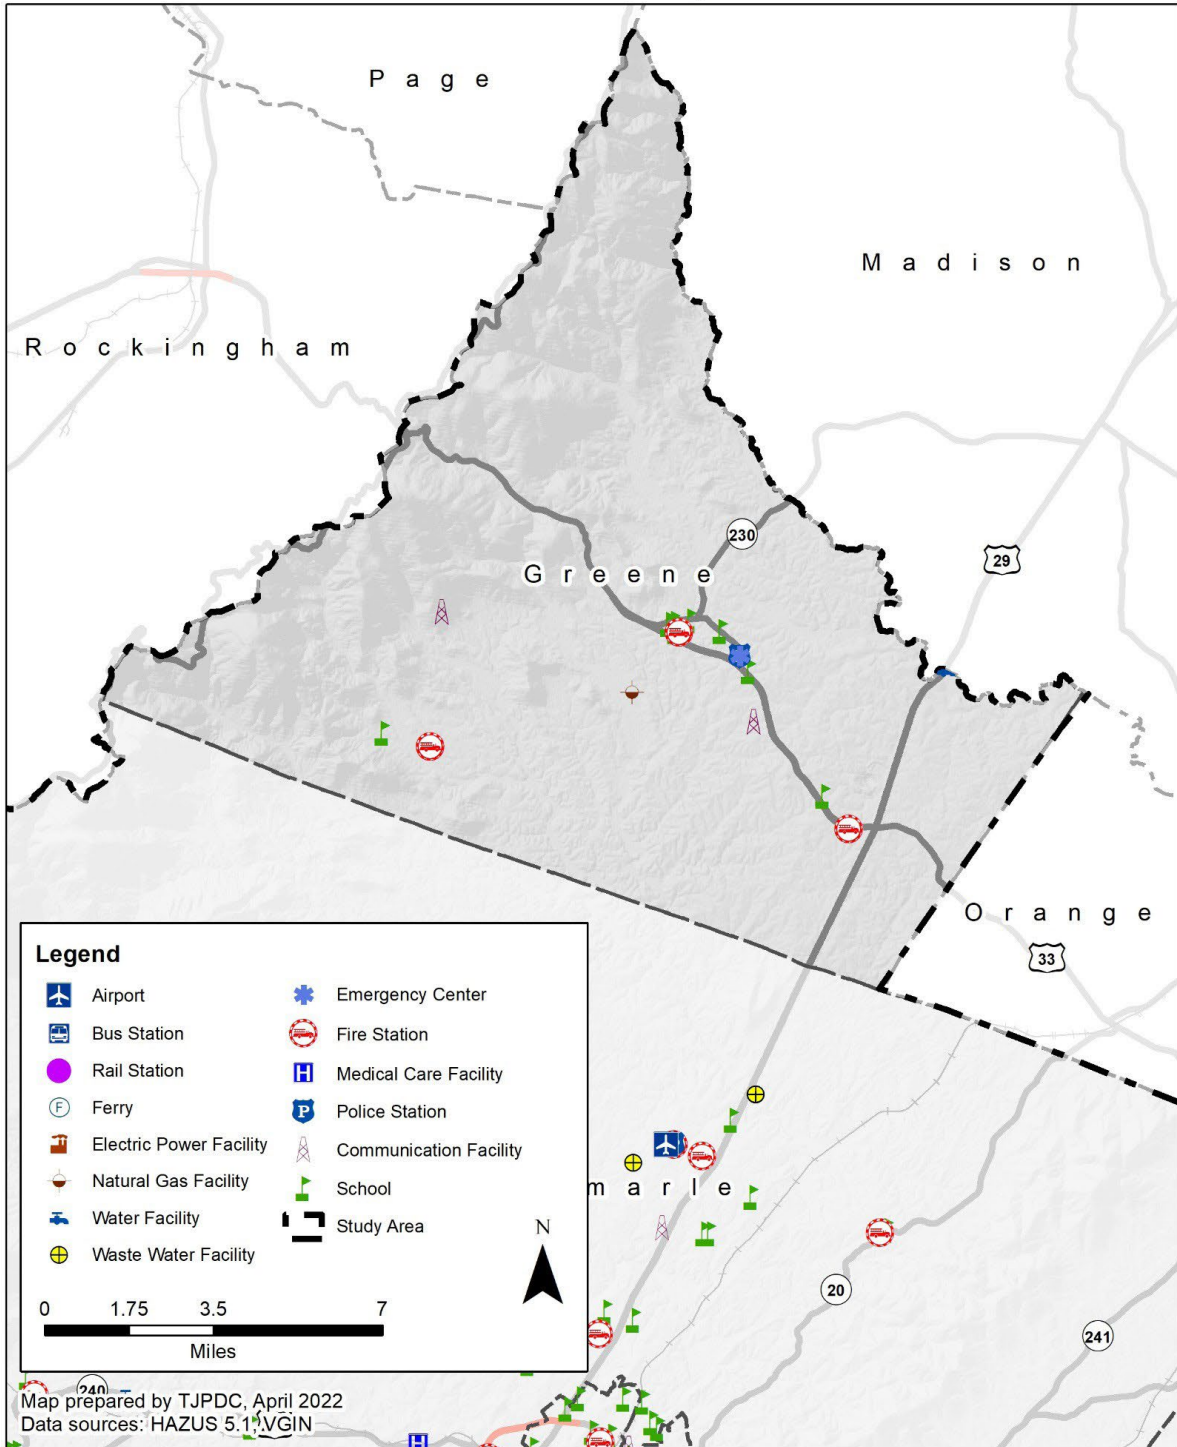 Page
Madison
Rockingham
230
29
Greene
Orange
33
Legend
Airport
Bus Station
Rail Station
F Ferry
Electric Power Facility
Natural Gas Facility
Water Facility
Waste Water Facility
Emergency Center
Fire Station
H Medical Care Facility
P Police Station
Communication Facility
School
Study Area
N
0 1.75 3.5 7
Miles
marle
20
241
240
Map prepared by TJPDC, April 2022
Data sources: HAZUS 5.1, VGIN
H